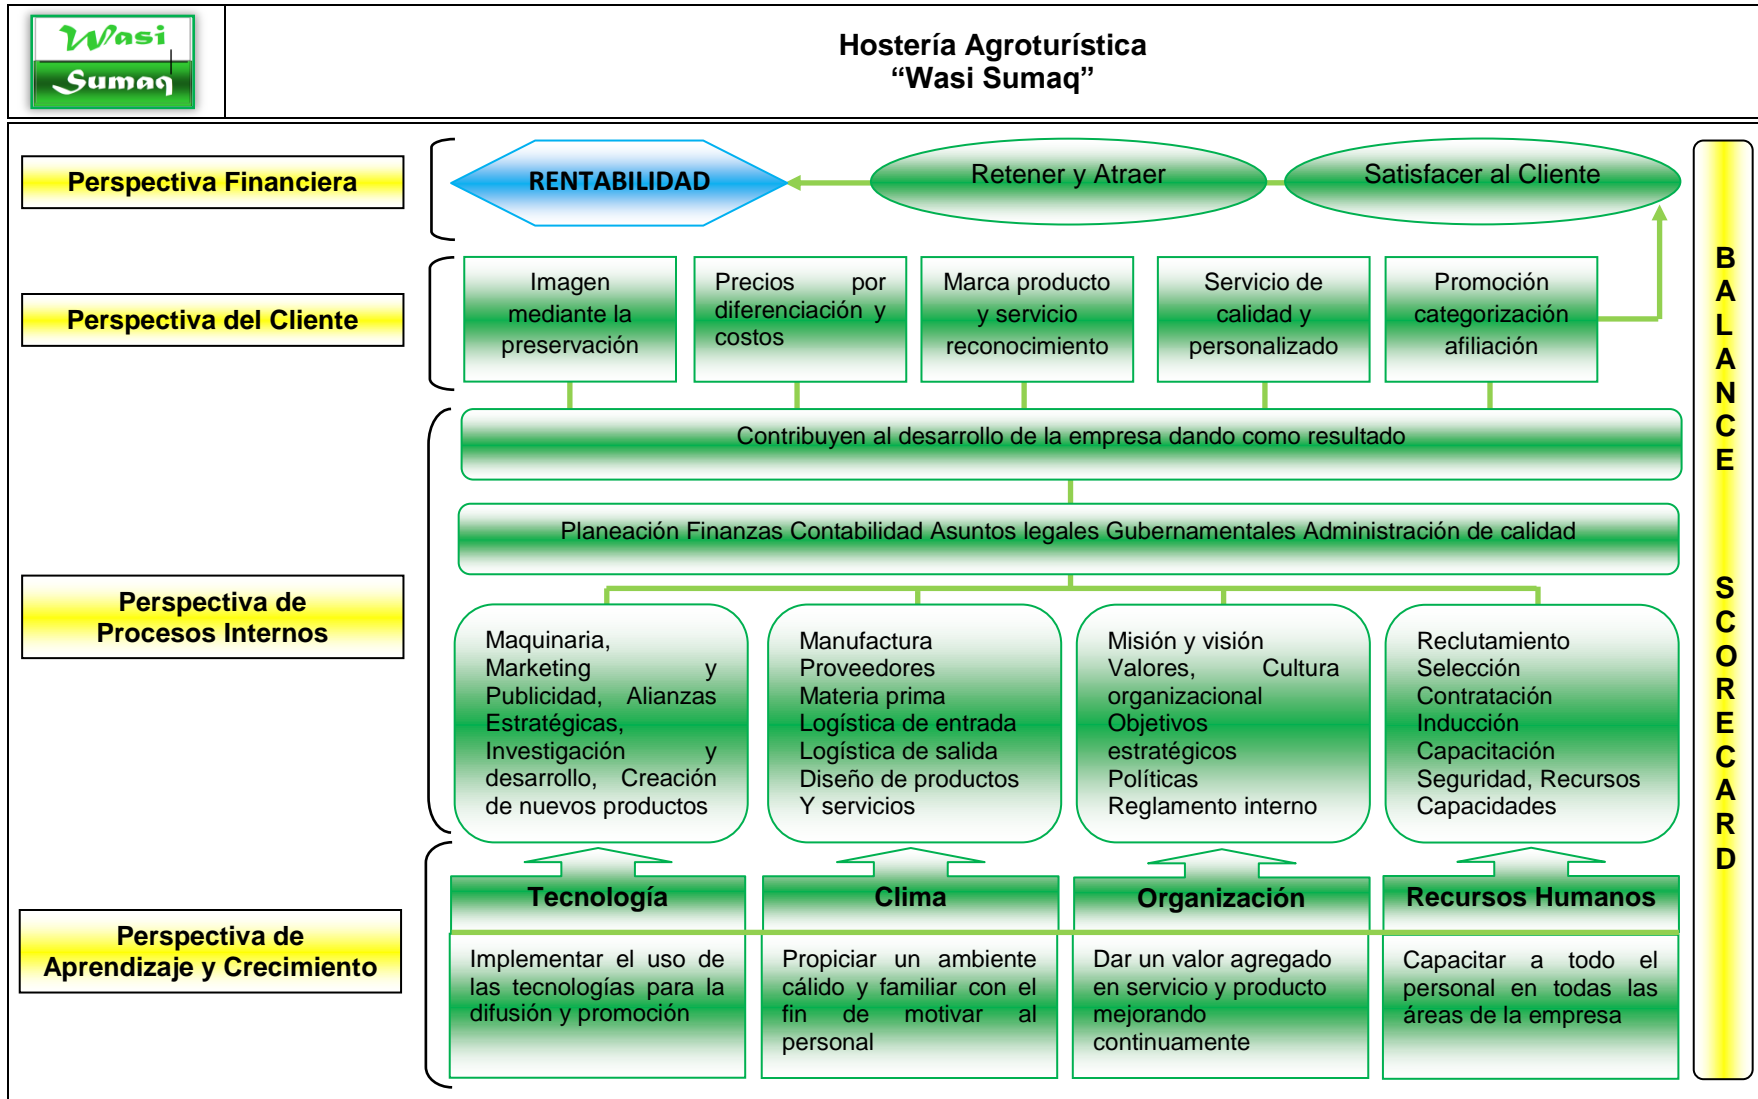 Wasi
Sumaq
Hostería Agroturística
“Wasi Sumaq”
Perspectiva Financiera
RENTABILIDAD
Retener y Atraer
Satisfacer al Cliente
Perspectiva del Cliente
Imagen
mediante la
preservación
Precios por
diferenciación y
costos
Marca producto
y servicio
reconocimiento
Servicio de
calidad y
personalizado
Promoción
categorización
afiliación
Contribuyen al desarrollo de la empresa dando como resultado
Planeación Finanzas Contabilidad Asuntos legales Gubernamentales Administración de calidad
Perspectiva de
Procesos Internos
Maquinaria,
Marketing y
Publicidad, Alianzas
Estratégicas,
Investigación y
desarrollo, Creación
de nuevos productos
Manufactura
Proveedores
Materia prima
Logística de entrada
Logística de salida
Diseño de productos
Y servicios
Misión y visión
Valores, Cultura
organizacional
Objetivos
estratégicos
Políticas
Reglamento interno
Reclutamiento
Selección
Contratación
Inducción
Capacitación
Seguridad, Recursos
Capacidades
Perspectiva de
Aprendizaje y Crecimiento
Tecnología
Implementar el uso de
las tecnologías para la
difusión y promoción
Clima
Propiciar un ambiente
cálido y familiar con el
fin de motivar al
personal
Organización
Dar un valor agregado
en servicio y producto
mejorando
continuamente
Recursos Humanos
Capacitar a todo el
personal en todas las
áreas de la empresa
BALANCE SCORECARD